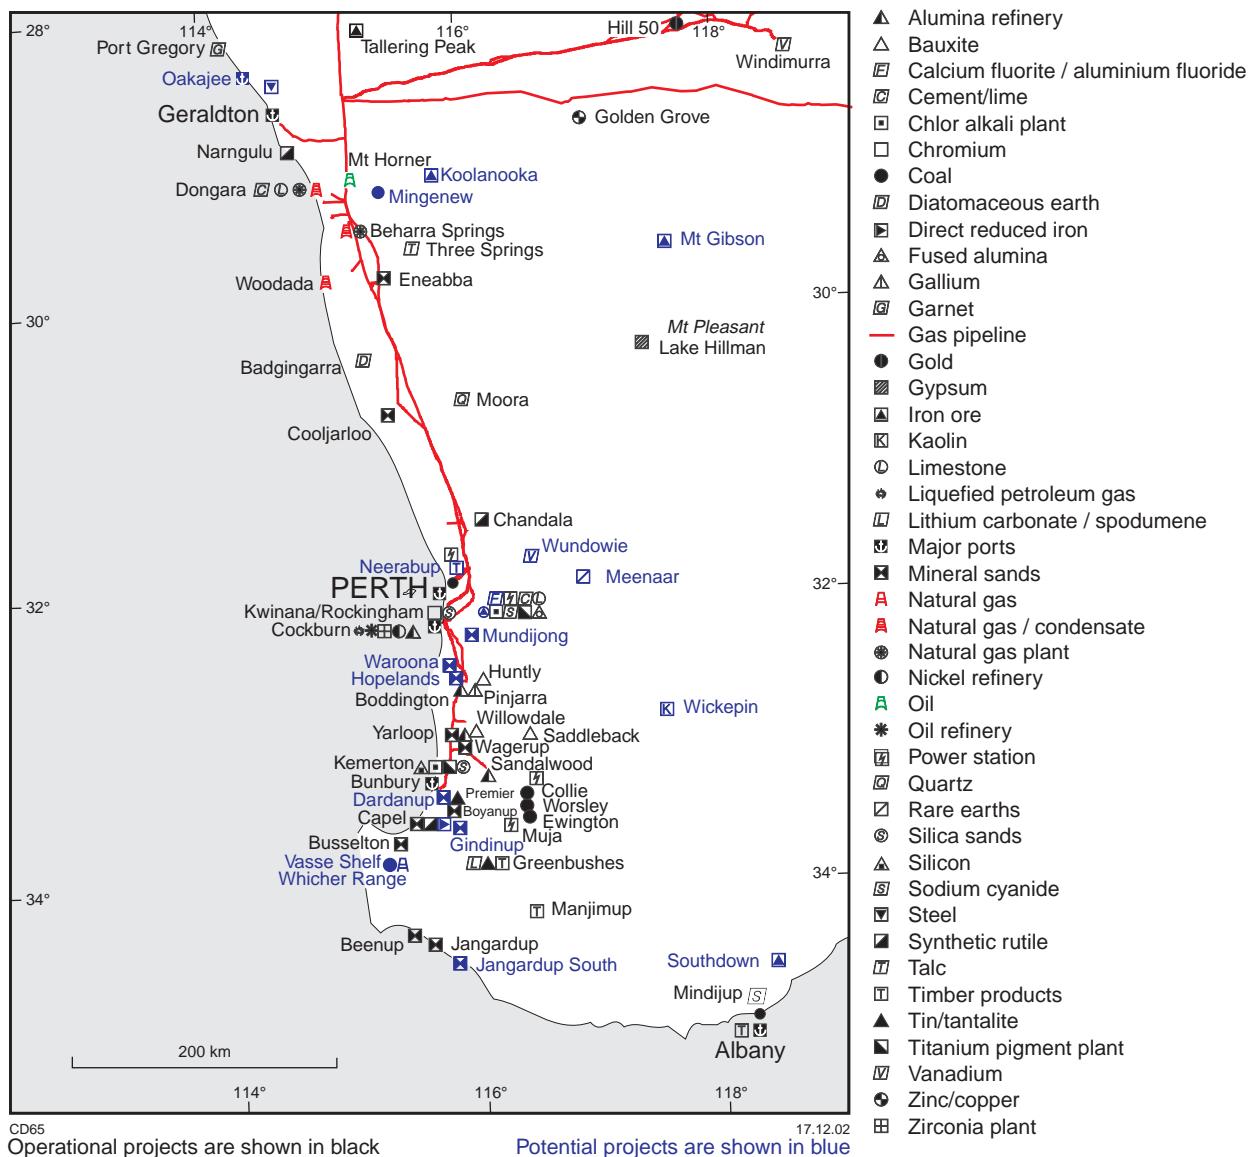 28°
114°
116°
118°
Hill 50
Port Gregory
G
Tallering Peak
V
Windimurra
Oakajee
Geraldton
Golden Grove
Narngulu
Mt Horner
Koolanooka
Dongara
C
L
Mingenew
Beharra Springs
Mt Gibson
T
Three Springs
Woodada
Eneabba
30°
30°
Mt Pleasant
Lake Hillman
Badgingarra
D
Q
Moora
Cooljarloo
Chandala
Wundowie
V
Neerabup
T
Meenaar
32°
PERTH
F
C
L
32°
Kwinana/Rockingham
S
S
Cockburn
Mundijong
Waroona
Hopelands
Huntly
Boddington
Pinjarra
K
Wickepin
Willowdale
Yarloop
Saddleback
Wagerup
Kemerton
S
Sandalwood
Bunbury
Collie
Dardanup
Premier
Worsley
Capel
Boyanup
Ewington
Muja
Busselton
Gindinup
Vasse Shelf
L
T
Greenbushes
34°
Whicher Range
34°
T
Manjimup
Beenup
Jangardup
Jangardup South
Southdown
Mindijup
S
T
Albany
200 km
114°
116°
118°
CD65
17.12.02
Operational projects are shown in black
Potential projects are shown in blue
Alumina refinery
Bauxite
F Calcium fluorite / aluminium fluoride
C Cement/lime
Chlor alkali plant
Chromium
Coal
D Diatomaceous earth
Direct reduced iron
Fused alumina
Gallium
G Garnet
Gas pipeline
Gold
Gypsum
Iron ore
K Kaolin
L Limestone
Liquefied petroleum gas
L Lithium carbonate / spodumene
Major ports
Mineral sands
Natural gas
Natural gas / condensate
Natural gas plant
Nickel refinery
Oil
Oil refinery
Power station
Q Quartz
Rare earths
S Silica sands
Silicon
S Sodium cyanide
Steel
Synthetic rutile
T Talc
T Timber products
Tin/tantalite
Titanium pigment plant
V Vanadium
Zinc/copper
Zirconia plant